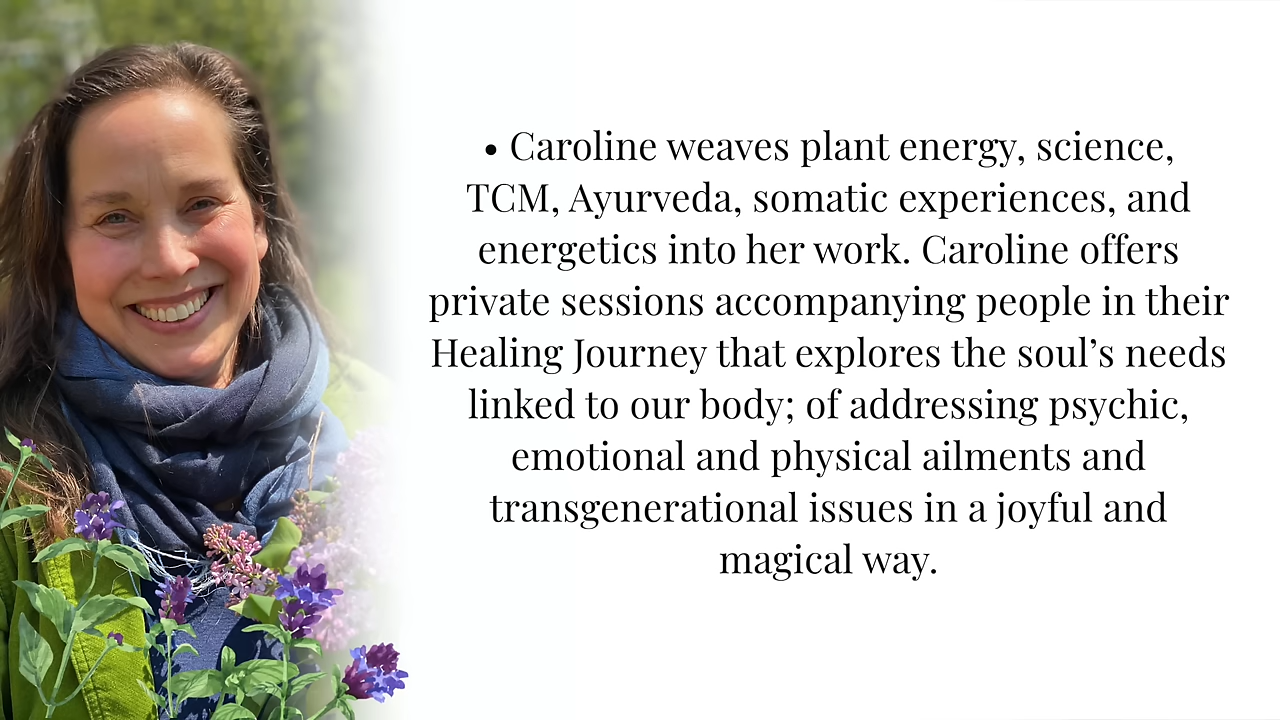 • Caroline weaves plant energy, science,
TCM, Ayurveda, somatic experiences, and
energetics into her work. Caroline offers
private sessions accompanying people in their
Healing Journey that explores the soul’s needs
linked to our body; of addressing psychic,
emotional and physical ailments and
transgenerational issues in a joyful and
magical way.